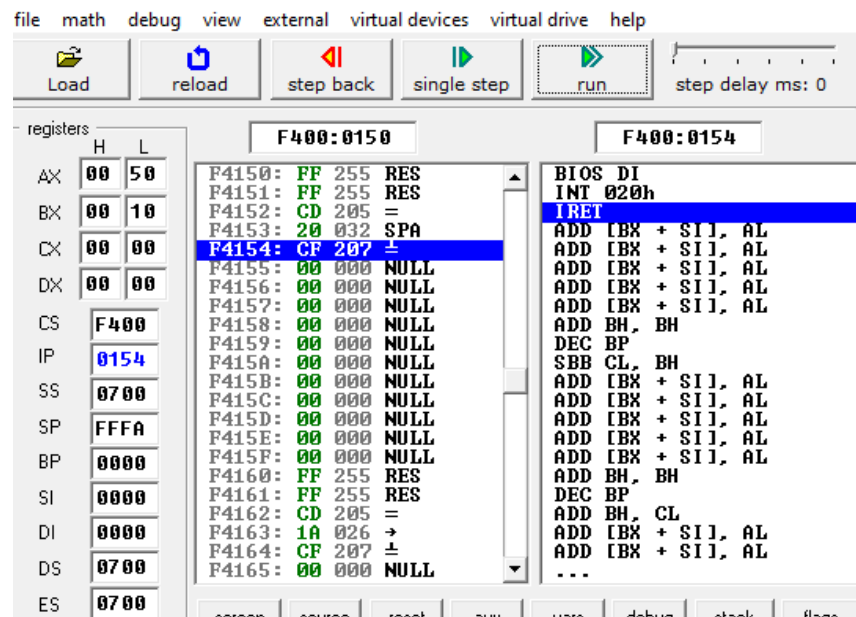 file math debug view external virtual devices virtual drive help
Load reload step back single step run step delay ms: 0
registers
H L
F400:0150 F400:0154
AX 00 50
BX 00 10
CX 00 00
DX 00 00
CS F400
IP 0154
SS 0700
SP FFFA
BP 0000
SI 0000
DI 0000
DS 0700
ES 0700
F4150: FF 255 RES
F4151: FF 255 RES
F4152: CD 205 =
F4153: 20 032 SPA
F4154: CF 207 ╧
F4155: 00 000 NULL
F4156: 00 000 NULL
F4157: 00 000 NULL
F4158: 00 000 NULL
F4159: 00 000 NULL
F415A: 00 000 NULL
F415B: 00 000 NULL
F415C: 00 000 NULL
F415D: 00 000 NULL
F415E: 00 000 NULL
F415F: 00 000 NULL
F4160: FF 255 RES
F4161: FF 255 RES
F4162: CD 205 =
F4163: 1A 026 →
F4164: CF 207 ╧
F4165: 00 000 NULL
BIOS DI
INT 020h
IRET
ADD [BX + SI], AL
ADD [BX + SI], AL
ADD [BX + SI], AL
ADD [BX + SI], AL
ADD [BX + SI], AL
ADD BH, BH
DEC BP
SBB CL, BH
ADD [BX + SI], AL
ADD [BX + SI], AL
ADD [BX + SI], AL
ADD [BX + SI], AL
ADD [BX + SI], AL
ADD BH, BH
DEC BP
ADD BH, CL
ADD [BX + SI], AL
ADD [BX + SI], AL
...
screen source reset aux vars debug stack flags